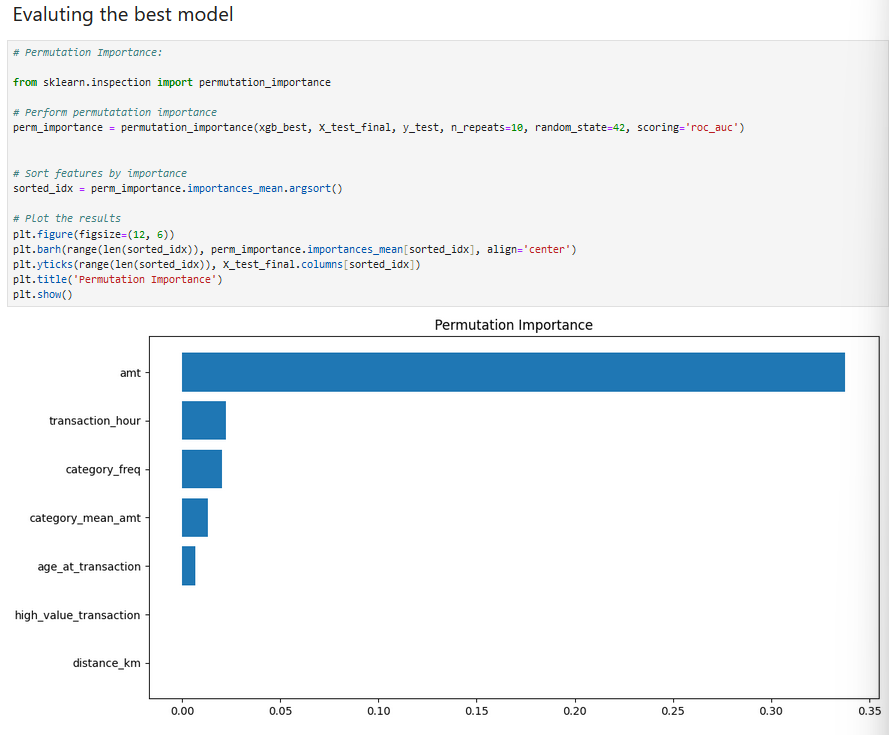 Evaluting the best model
# Permutation Importance:
from sklearn.inspection import permutation_importance
# Perform permutatation importance
perm_importance = permutation_importance(xgb_best, X_test_final, y_test, n_repeats=10, random_state=42, scoring='roc_auc')
# Sort features by importance
sorted_idx = perm_importance.importances_mean.argsort()
# Plot the results
plt.figure(figsize=(12, 6))
plt.barh(range(len(sorted_idx)), perm_importance.importances_mean[sorted_idx], align='center')
plt.yticks(range(len(sorted_idx)), X_test_final.columns[sorted_idx])
plt.title('Permutation Importance')
plt.show()
Permutation Importance
amt
transaction_hour
category_freq
category_mean_amt
age_at_transaction
high_value_transaction
distance_km
0.00 0.05 0.10 0.15 0.20 0.25 0.30 0.35